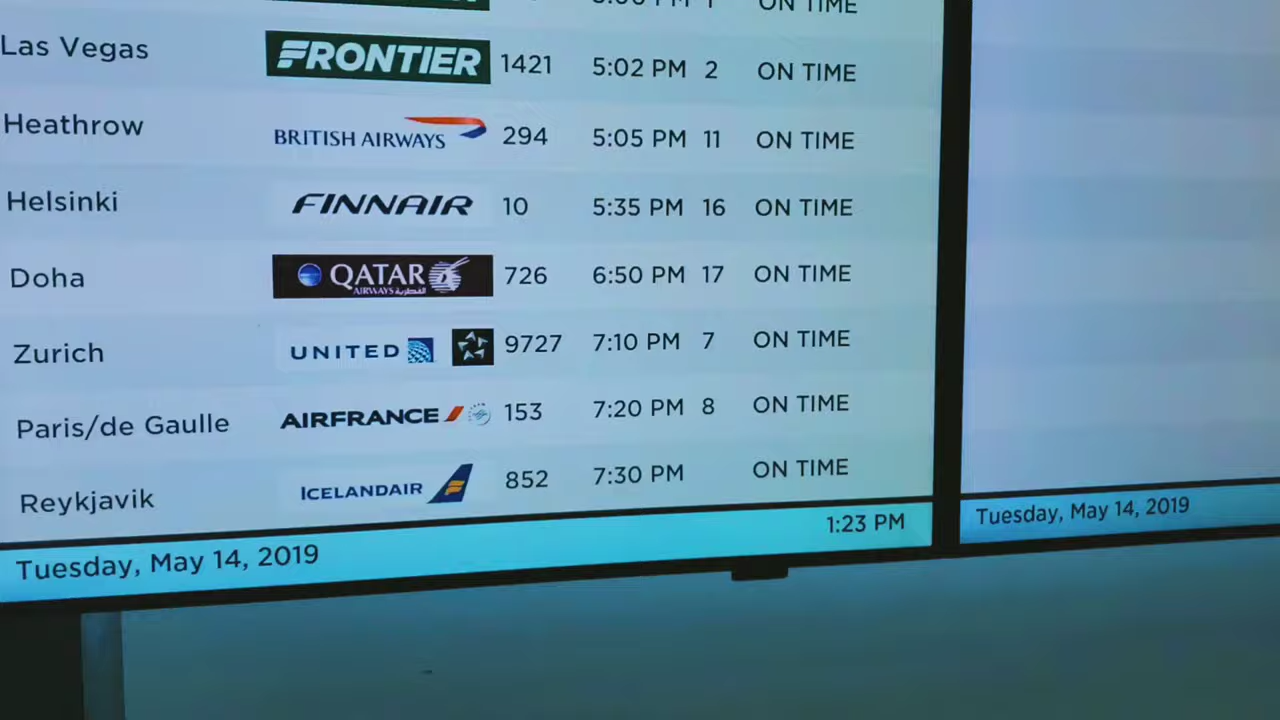 ON TIME
Las Vegas FRONTIER 1421 5:02 PM 2 ON TIME
Heathrow BRITISH AIRWAYS 294 5:05 PM 11 ON TIME
Helsinki FINNAIR 10 5:35 PM 16 ON TIME
Doha QATAR AIRWAYS القطرية 726 6:50 PM 17 ON TIME
Zurich UNITED 9727 7:10 PM 7 ON TIME
Paris/de Gaulle AIRFRANCE 153 7:20 PM 8 ON TIME
Reykjavik ICELANDAIR 852 7:30 PM ON TIME
Tuesday, May 14, 2019 1:23 PM
Tuesday, May 14, 2019